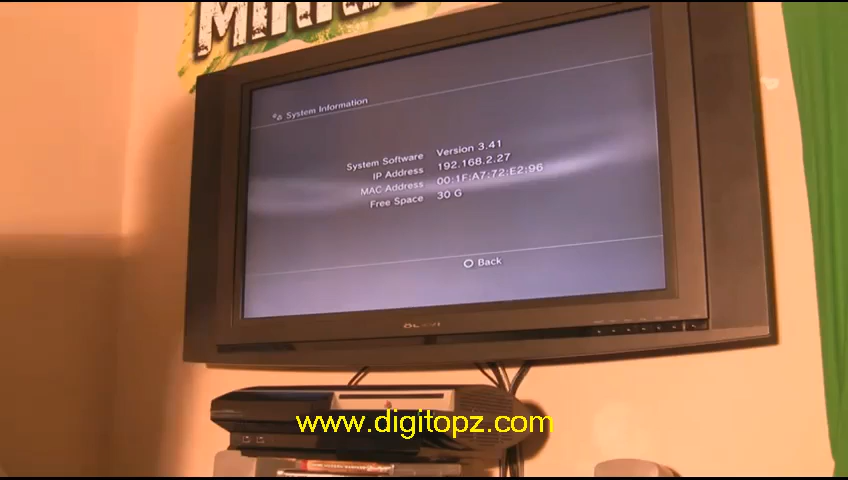 System Information
System Software Version 3.41
IP Address 192.168.2.27
MAC Address 00:1F:A7:72:E2:96
Free Space 30 G
Back
www.digitopz.com